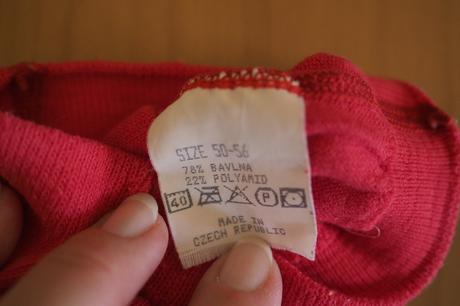 SIZE 50-56
78% BAVLNA
22% POLYAMID
40 P
MADE IN
CZECH REPUBLIC